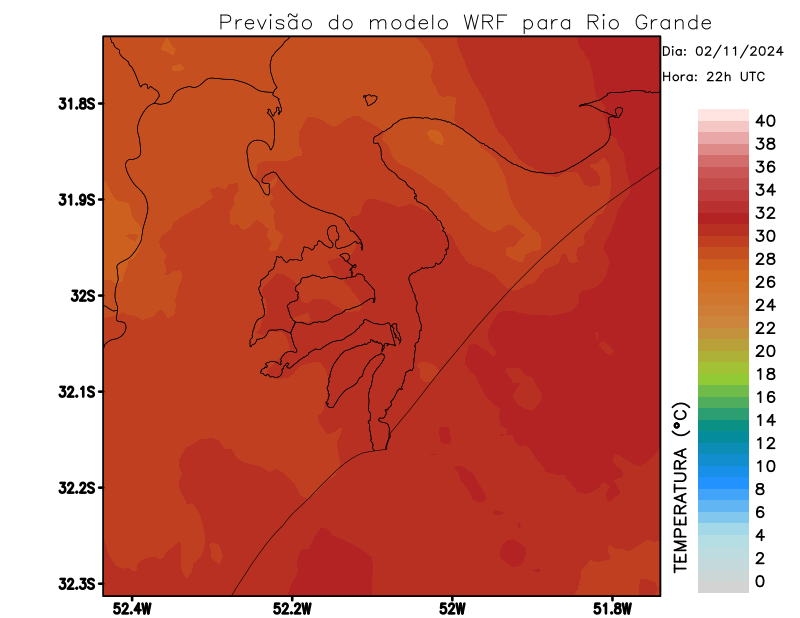 Previsão do modelo WRF para Rio Grande
Dia: 02/11/2024
Hora: 22h UTC
31.8S
31.9S
32S
32.1S
32.2S
32.3S
52.4W
52.2W
52W
51.8W
TEMPERATURA (°C)
40
38
36
34
32
30
28
26
24
22
20
18
16
14
12
10
8
6
4
2
0